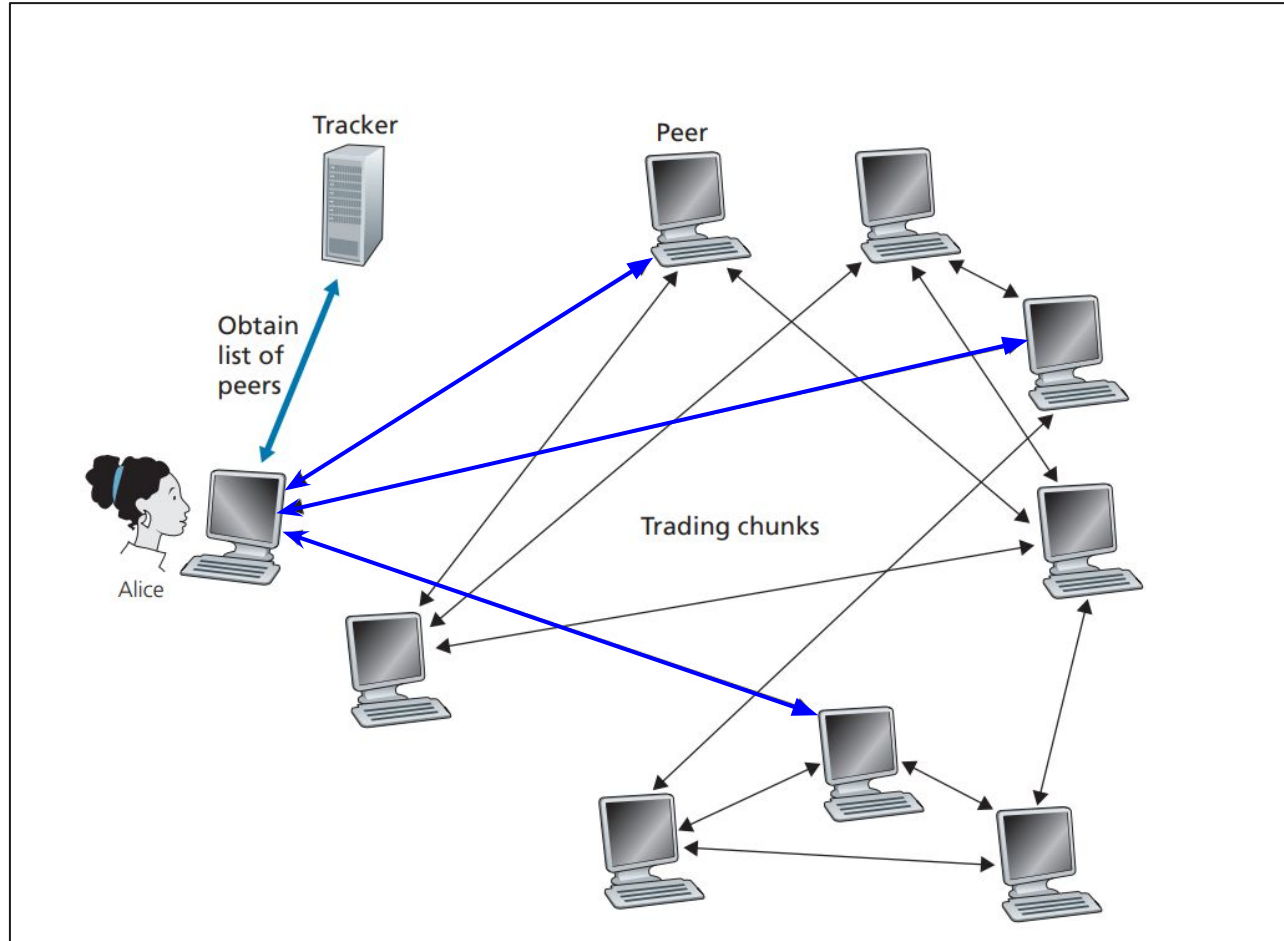 Tracker
Peer
Obtain
list of
peers
Trading chunks
Alice